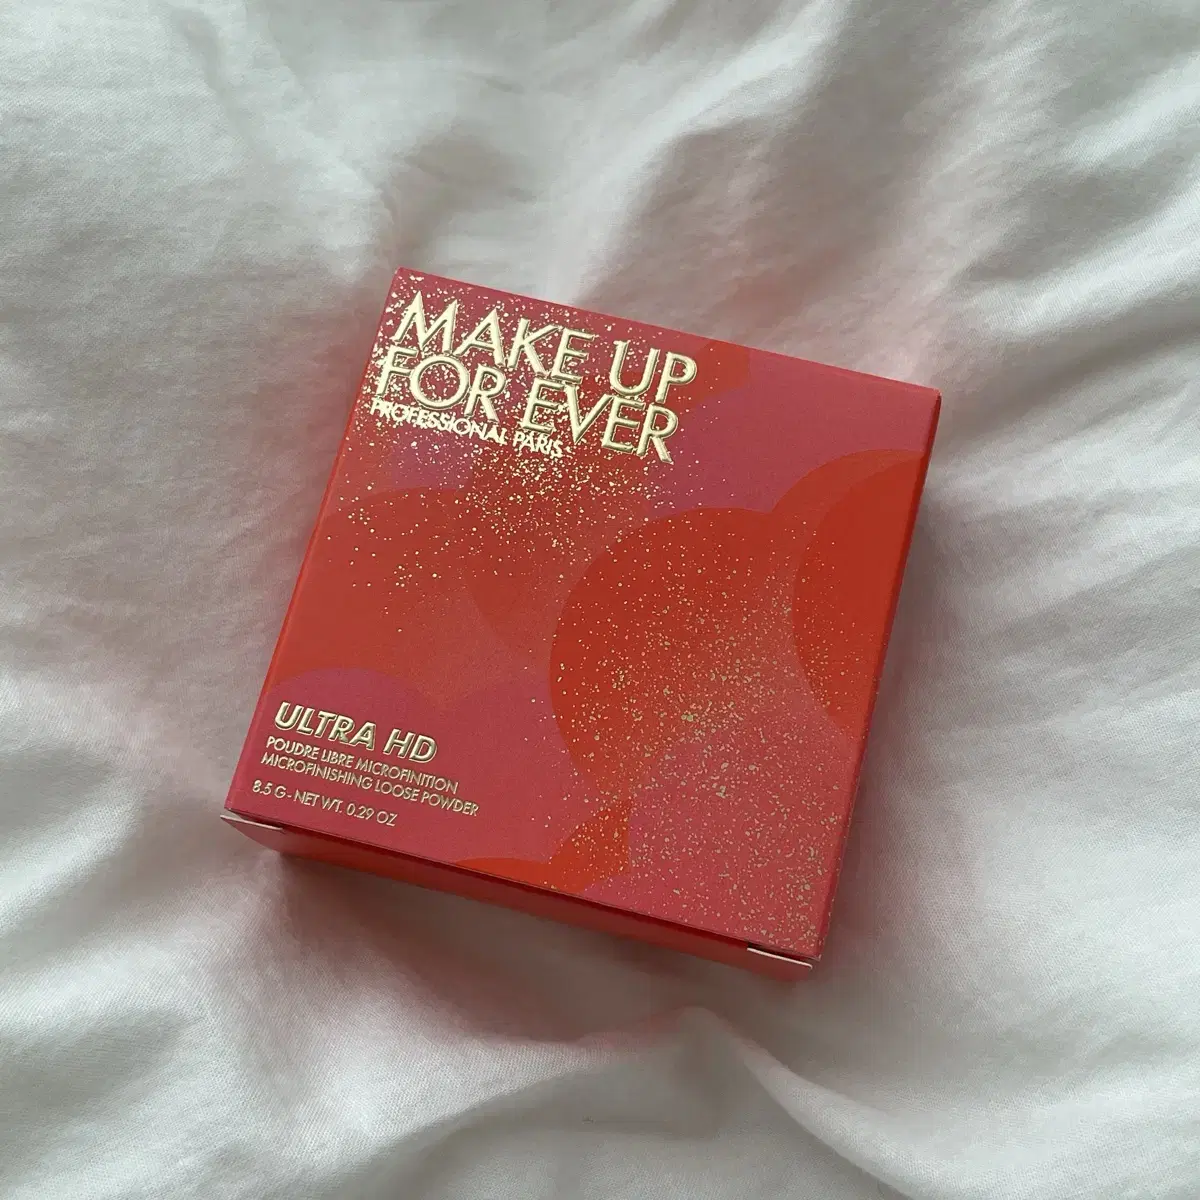 MAKE UP
FOR EVER
PROFESSIONAL PARIS
ULTRA HD
POUDRE LIBRE MICROFINITION
MICROFINISHING LOOSE POWDER
8.5 G - NET WT. 0.29 OZ